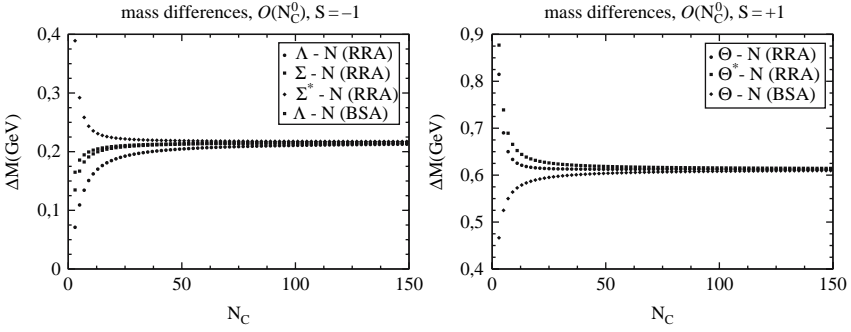 mass differences, O(N_C^0), S = −1
0,4
0,3
0,2
0,1
0
ΔM(GeV)
Λ - N (RRA)
Σ - N (RRA)
Σ* - N (RRA)
Λ - N (BSA)
0 50 100 150
N_C
mass differences, O(N_C^0), S = +1
0,9
0,8
0,7
0,6
0,5
0,4
ΔM(GeV)
Θ - N (RRA)
Θ* - N (RRA)
Θ - N (BSA)
0 50 100 150
N_C